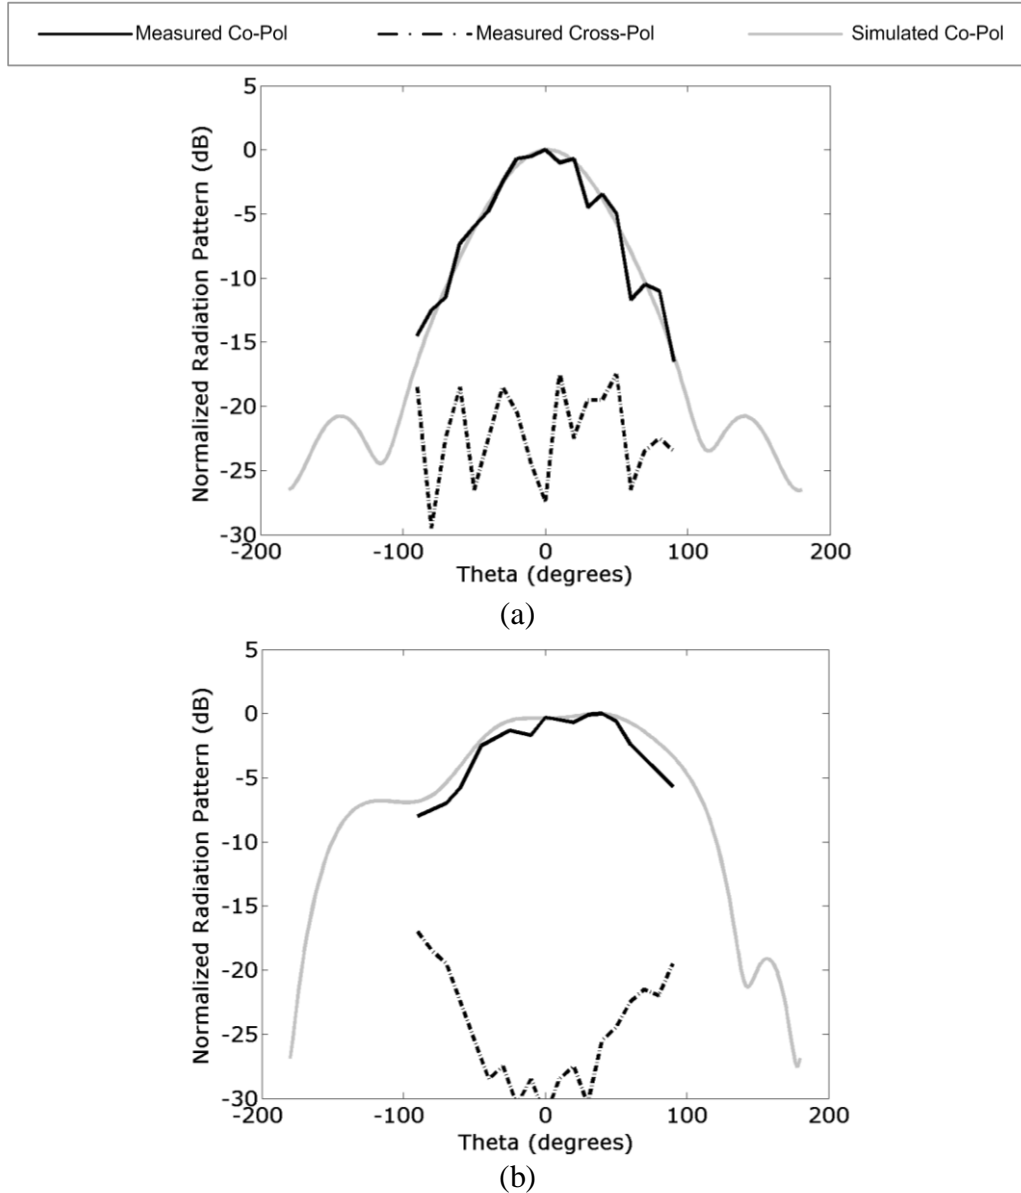 Measured Co-Pol Measured Cross-Pol Simulated Co-Pol
5
0
-5
-10
-15
-20
-25
-30
Normalized Radiation Pattern (dB)
-200 -100 0 100 200
Theta (degrees)
(a)
5
0
-5
-10
-15
-20
-25
-30
Normalized Radiation Pattern (dB)
-200 -100 0 100 200
Theta (degrees)
(b)